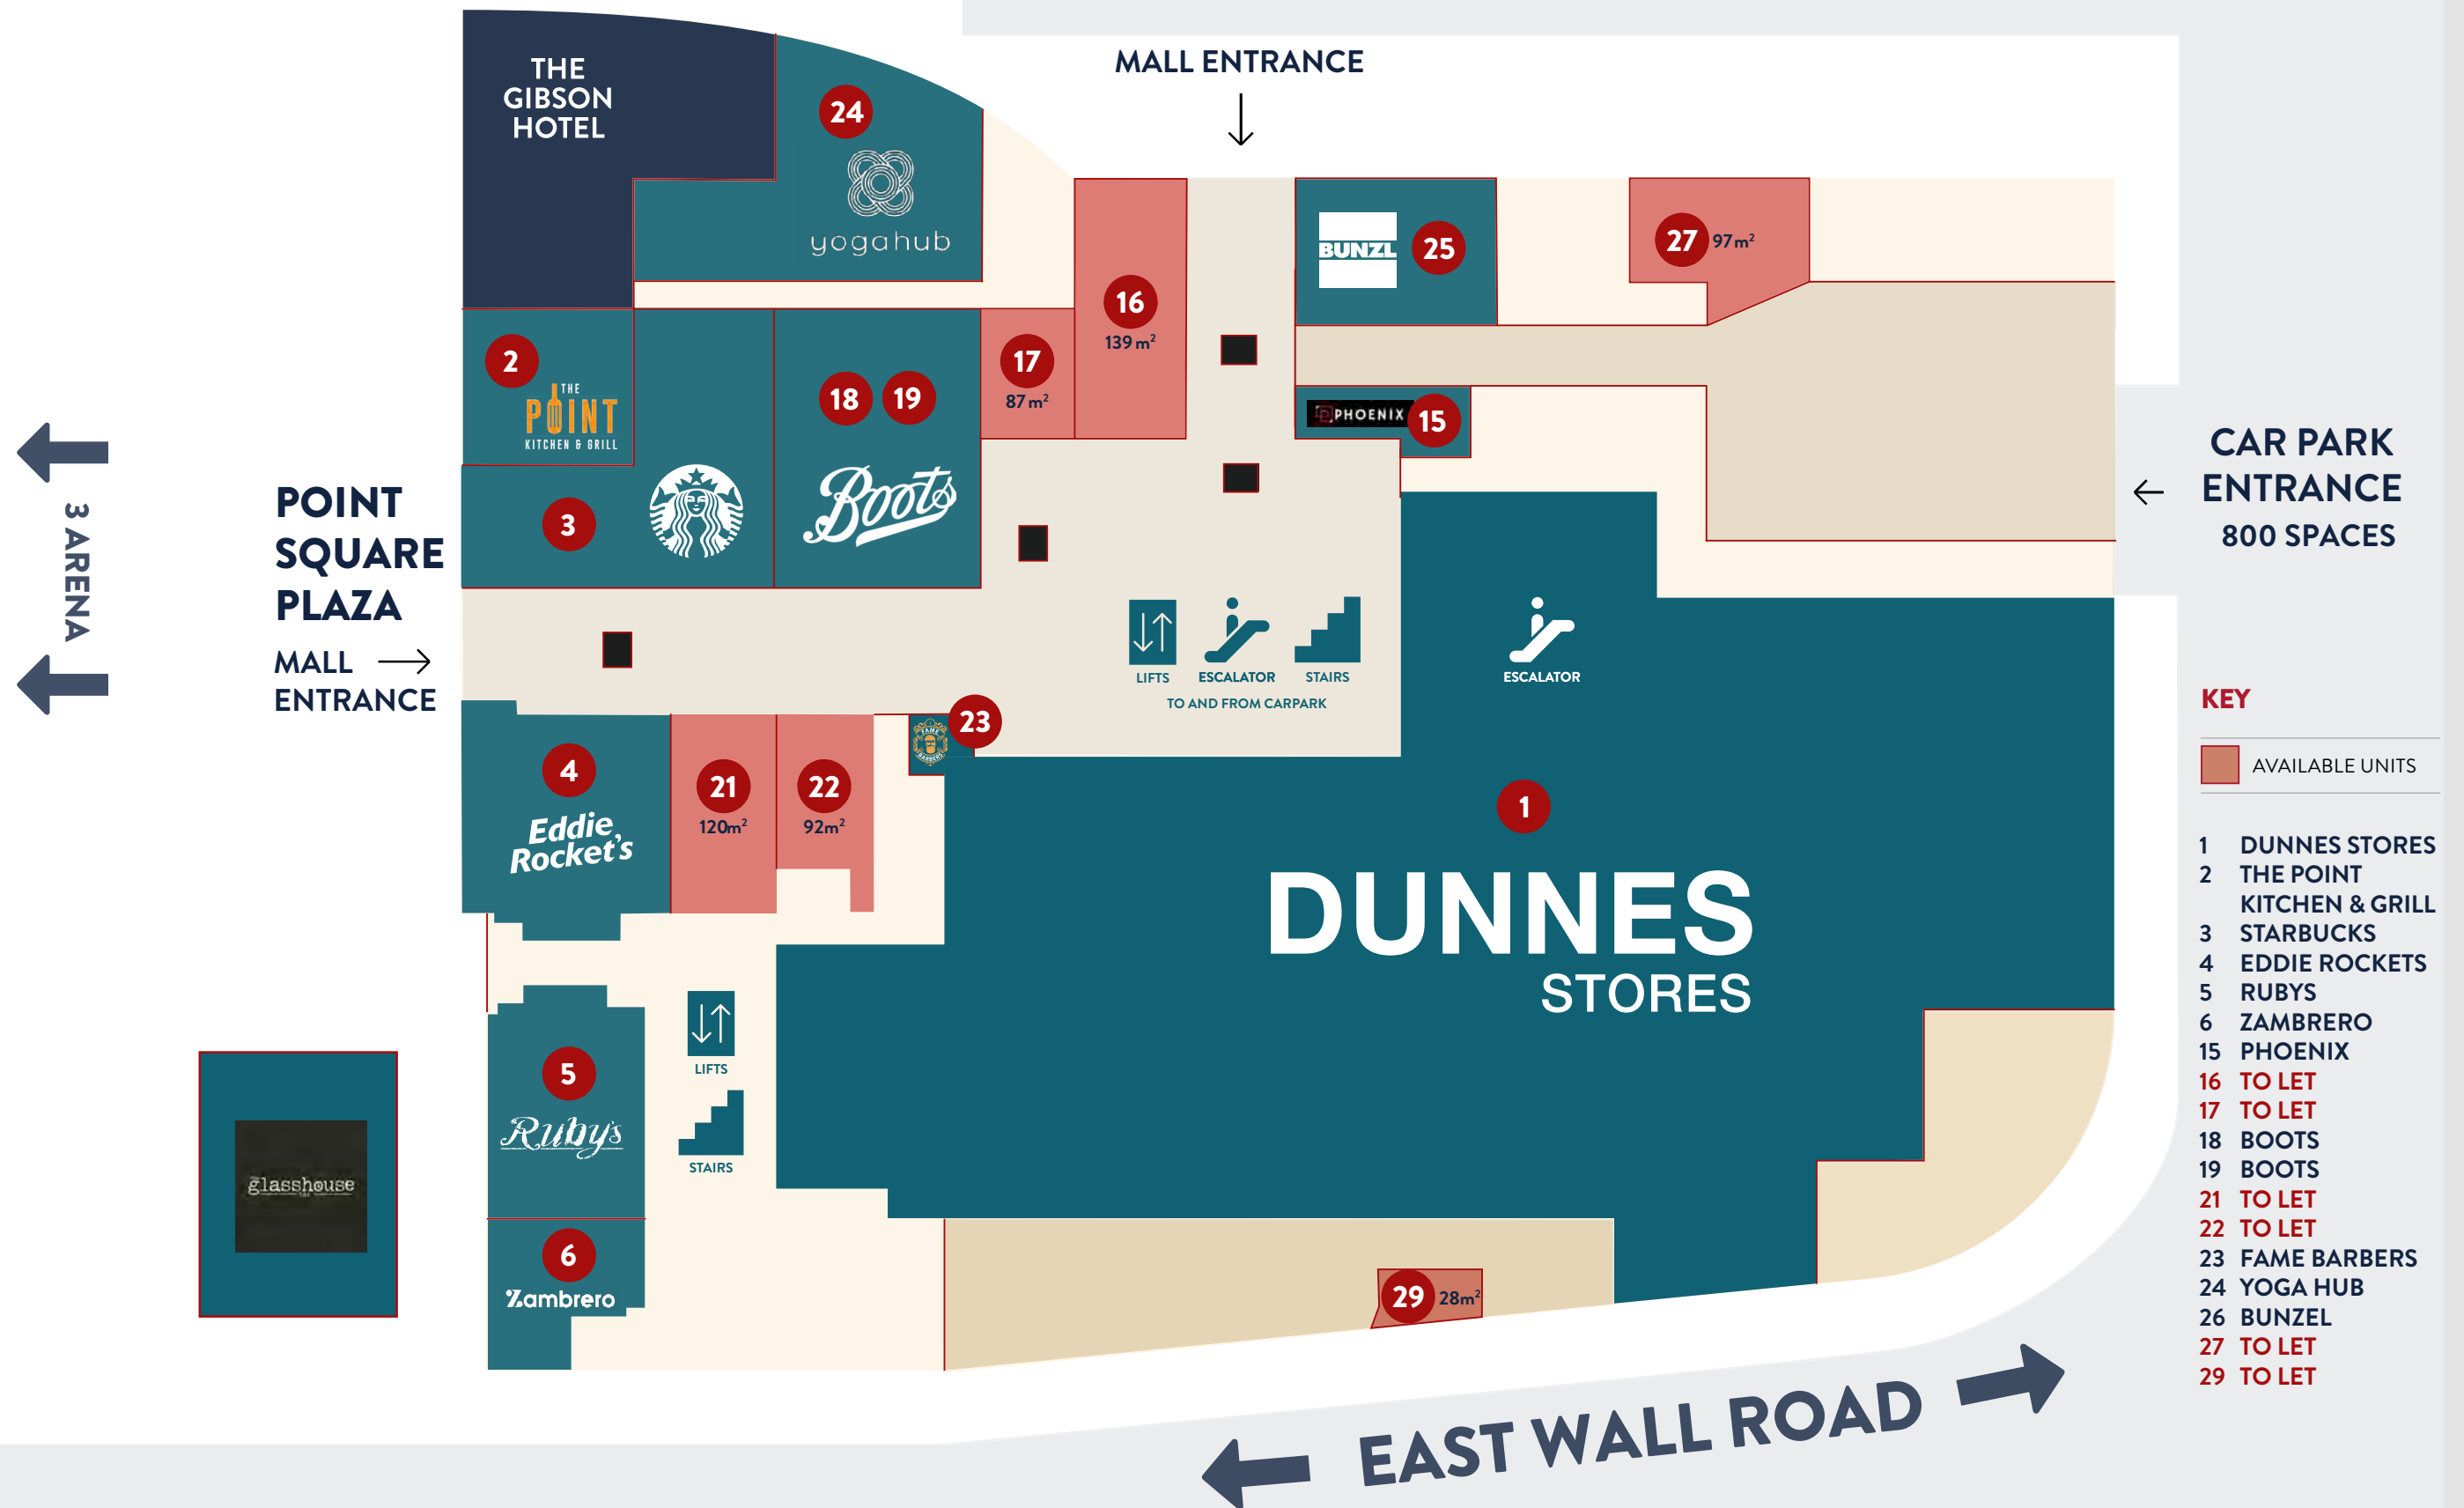 THE
GIBSON
HOTEL
24
yogahub
MALL ENTRANCE
BUNZL
25
27 97m²
16
139 m²
2
THE
POINT
KITCHEN & GRILL
17
87 m²
18 19
Boots
3
PHOENIX 15
CAR PARK
ENTRANCE
800 SPACES
3 ARENA
POINT
SQUARE
PLAZA
MALL
ENTRANCE
LIFTS
ESCALATOR
STAIRS
TO AND FROM CARPARK
ESCALATOR
FAME
BARBERS
23
4
Eddie
Rocket's
21
120m²
22
92m²
1
DUNNES
STORES
LIFTS
STAIRS
5
Ruby's
glasshouse
6
Zambrero
29 28m²
EAST WALL ROAD
KEY
AVAILABLE UNITS
1 DUNNES STORES
2 THE POINT
KITCHEN & GRILL
3 STARBUCKS
4 EDDIE ROCKETS
5 RUBYS
6 ZAMBRERO
15 PHOENIX
16 TO LET
17 TO LET
18 BOOTS
19 BOOTS
21 TO LET
22 TO LET
23 FAME BARBERS
24 YOGA HUB
26 BUNZEL
27 TO LET
29 TO LET